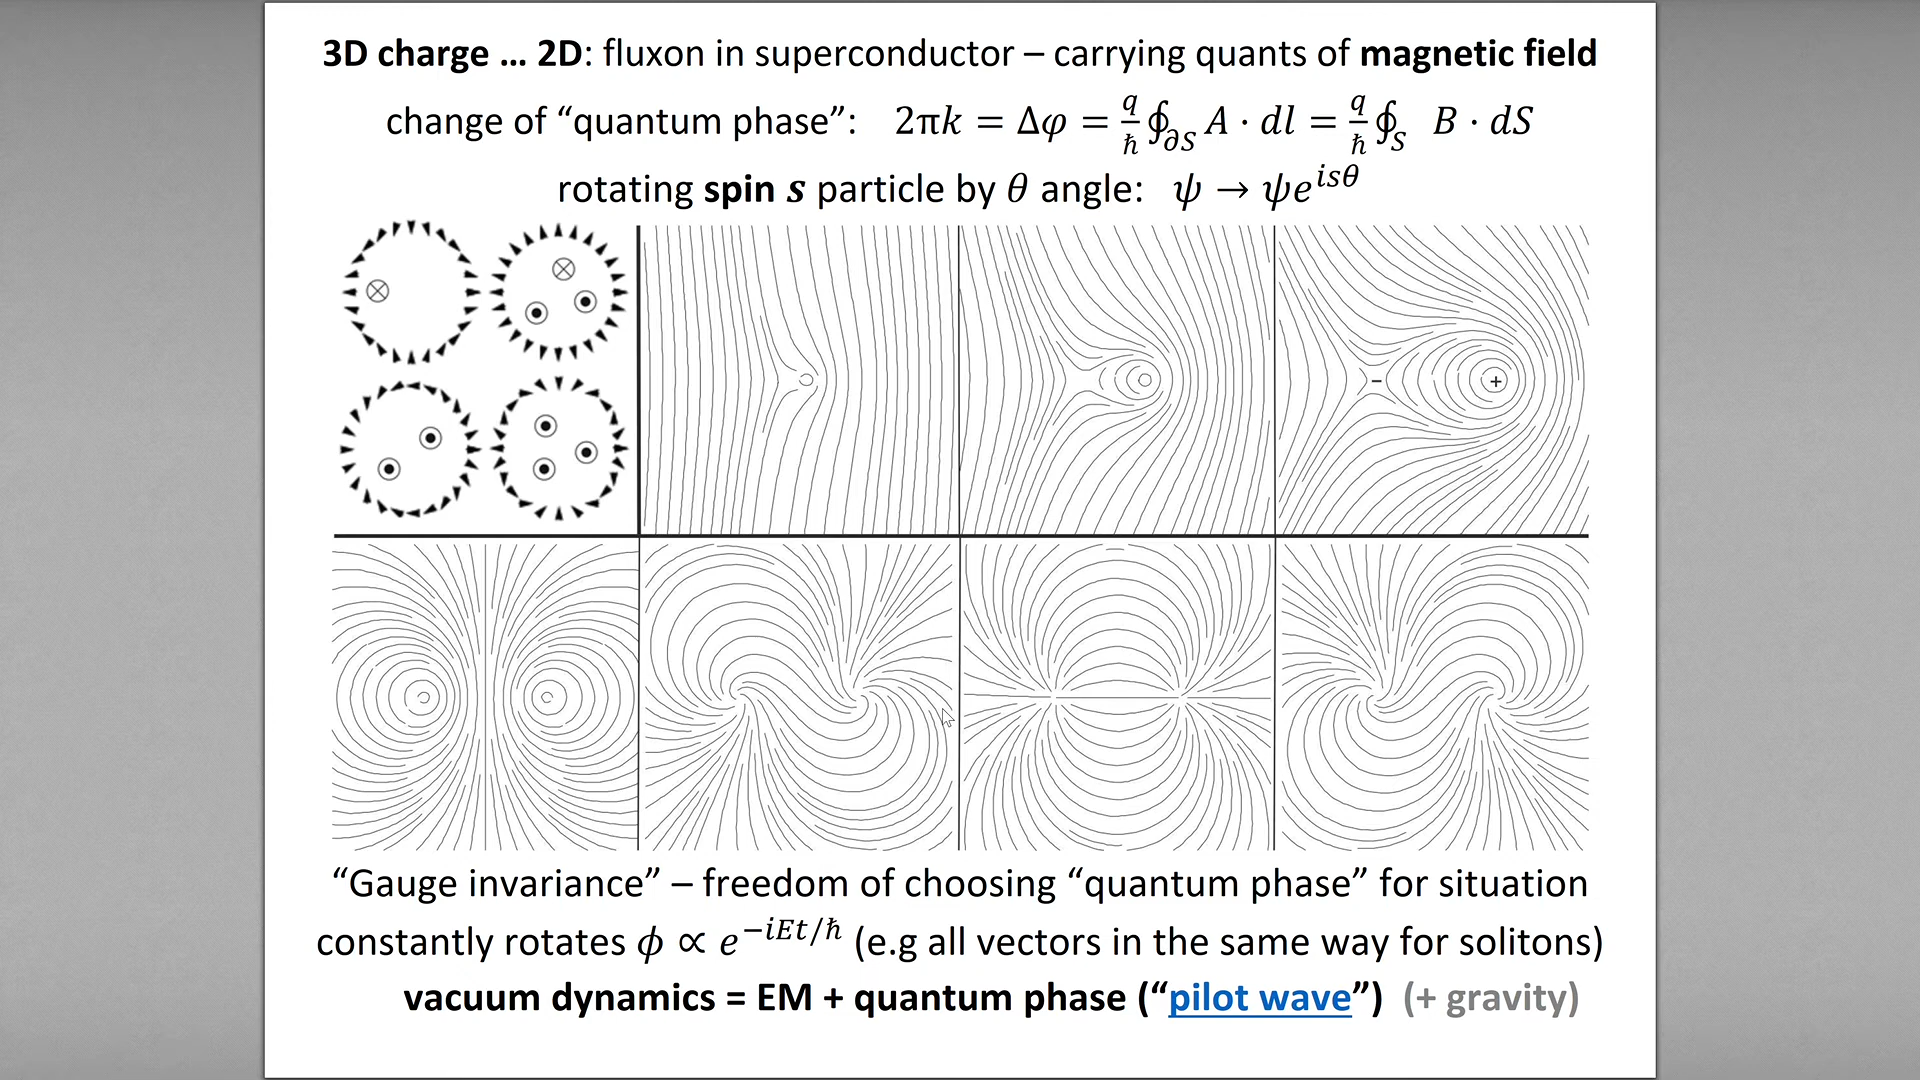 3D charge … 2D: fluxon in superconductor – carrying quants of magnetic field
change of “quantum phase”: 2πk = Δφ = q/ħ ∮∂S A · dl = q/ħ ∮S B · dS
rotating spin s particle by θ angle: ψ → ψe^{isθ}
- +
“Gauge invariance” – freedom of choosing “quantum phase” for situation
constantly rotates ϕ ∝ e^{−iEt/ħ} (e.g all vectors in the same way for solitons)
vacuum dynamics = EM + quantum phase (“pilot wave”) (+ gravity)